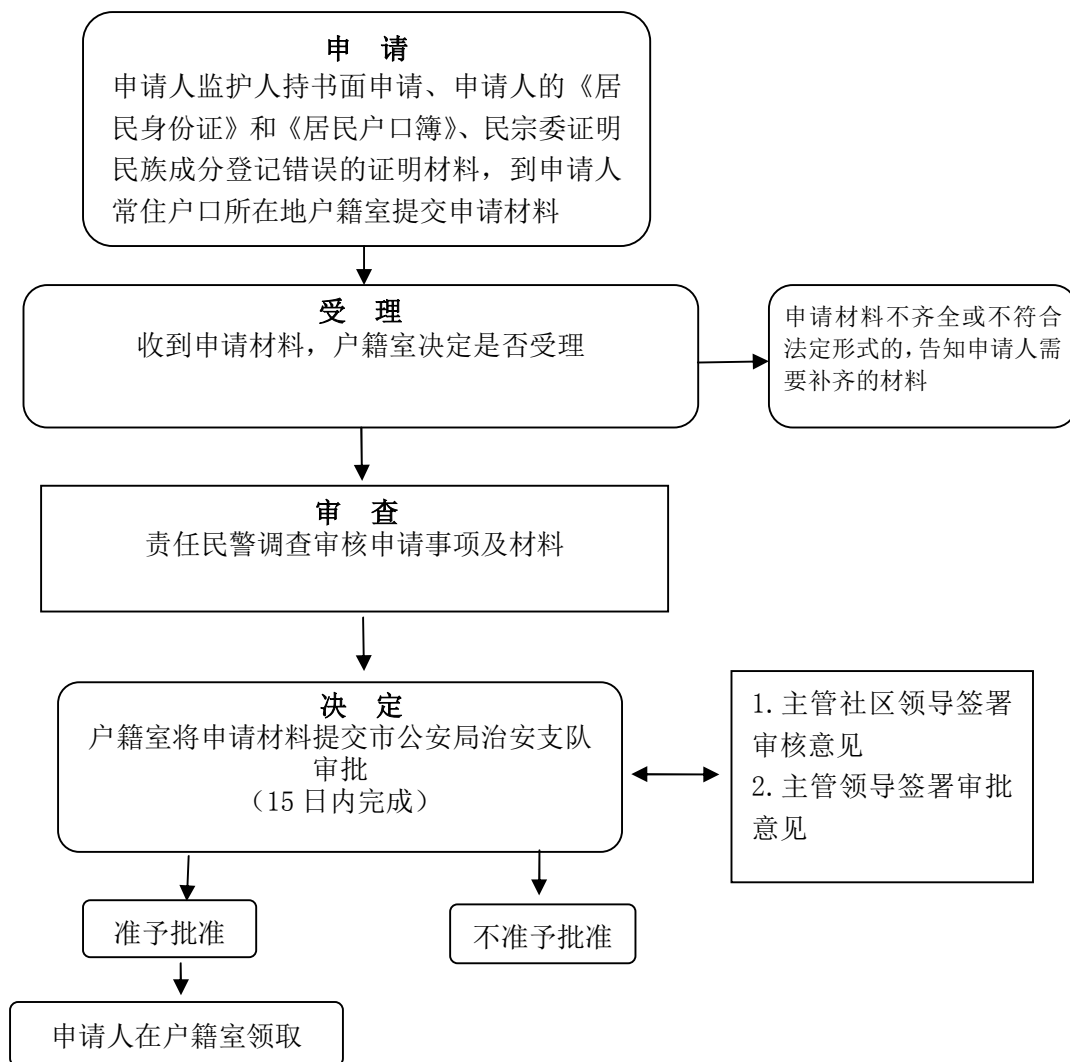 申 请
申请人监护人持书面申请、申请人的《居
民身份证》和《居民户口簿》、民宗委证明
民族成分登记错误的证明材料，到申请人
常住户口所在地户籍室提交申请材料
受 理
收到申请材料，户籍室决定是否受理
申请材料不齐全或不符合
法定形式的，告知申请人需
要补齐的材料
审 查
责任民警调查审核申请事项及材料
决 定
户籍室将申请材料提交市公安局治安支队
审批
（15 日内完成）
1. 主管社区领导签署
审核意见
2. 主管领导签署审批
意见
准予批准
不准予批准
申请人在户籍室领取